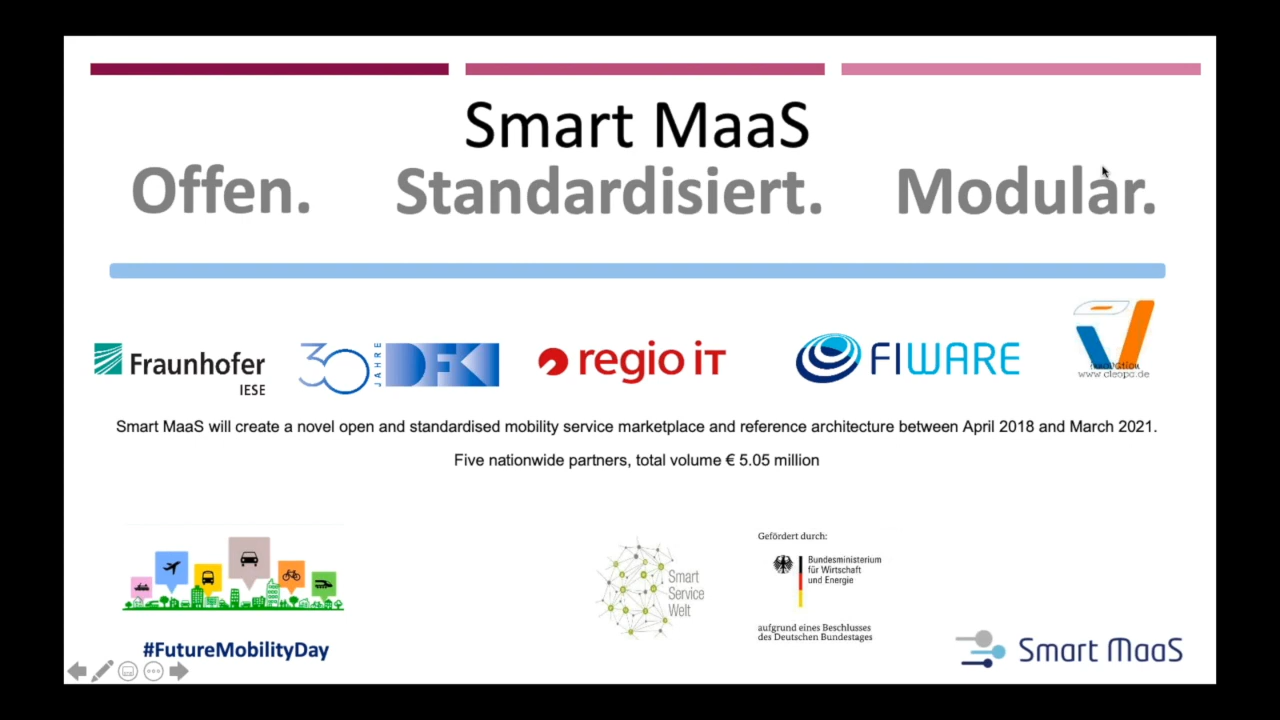 Smart MaaS
Offen. Standardisiert. Modular.
Fraunhofer
IESE
30
JAHRE
DFKI
regio iT
FIWARE
www.cleopa.de
Smart MaaS will create a novel open and standardised mobility service marketplace and reference architecture between April 2018 and March 2021.
Five nationwide partners, total volume € 5.05 million
Gefördert durch:
Bundesministerium
für Wirtschaft
und Energie
Smart
Service
Welt
aufgrund eines Beschlusses
des Deutschen Bundestages
#FutureMobilityDay
Smart MaaS